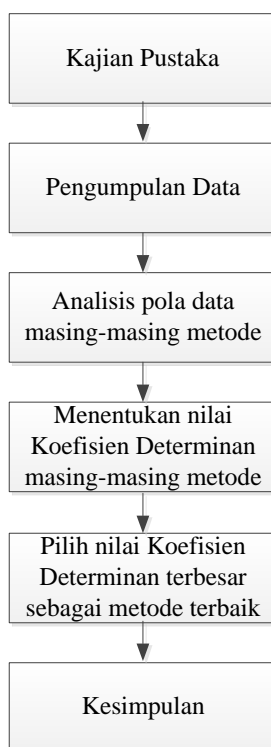 Kajian Pustaka
Pengumpulan Data
Analisis pola data
masing-masing metode
Menentukan nilai
Koefisien Determinan
masing-masing metode
Pilih nilai Koefisien
Determinan terbesar
sebagai metode terbaik
Kesimpulan